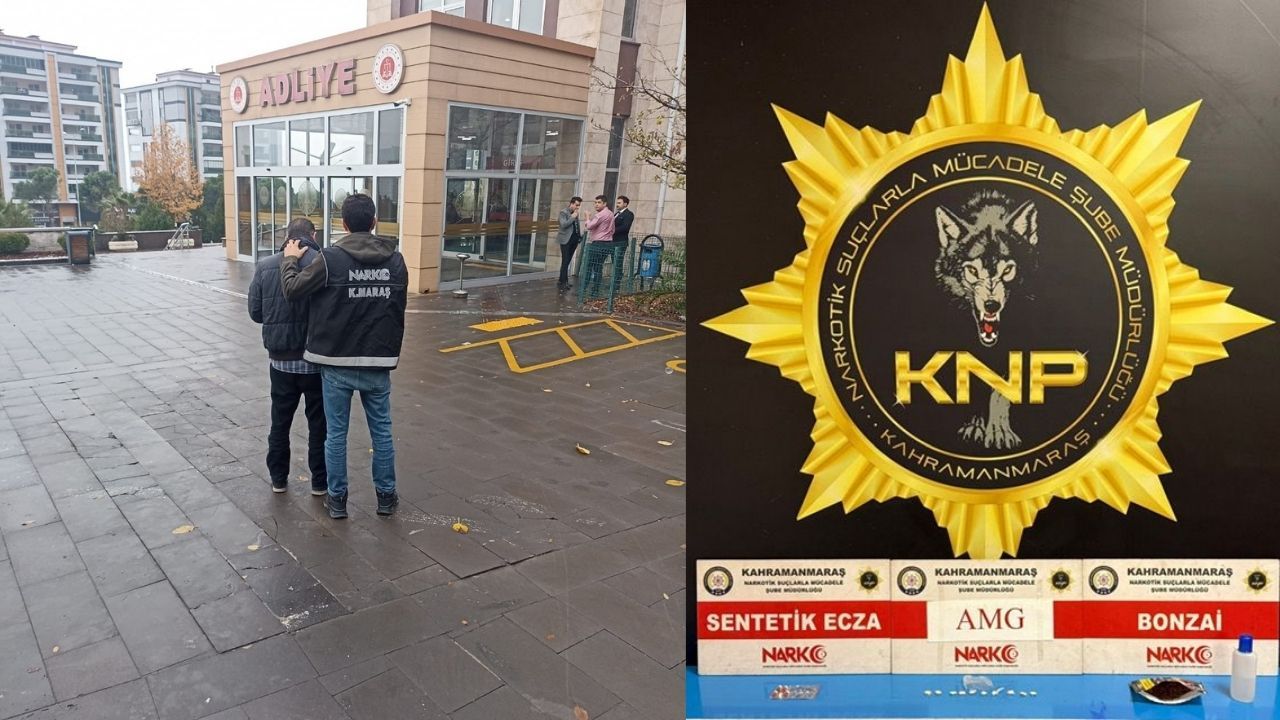 ADLİYE
GİR
NARKO
K.MARAŞ
NARKOTİK SUÇLARLA MÜCADELE ŞUBE MÜDÜRLÜĞÜ
KNP
KAHRAMANMARAŞ
KAHRAMANMARAŞ
NARKOTİK SUÇLARLA MÜCADELE
ŞUBE MÜDÜRLÜĞÜ
SENTETİK ECZA
NARKO
KAHRAMANMARAŞ
NARKOTİK SUÇLARLA MÜCADELE
ŞUBE MÜDÜRLÜĞÜ
AMG
NARKO
KAHRAMANMARAŞ
NARKOTİK SUÇLARLA MÜCADELE
ŞUBE MÜDÜRLÜĞÜ
BONZAİ
NARKO